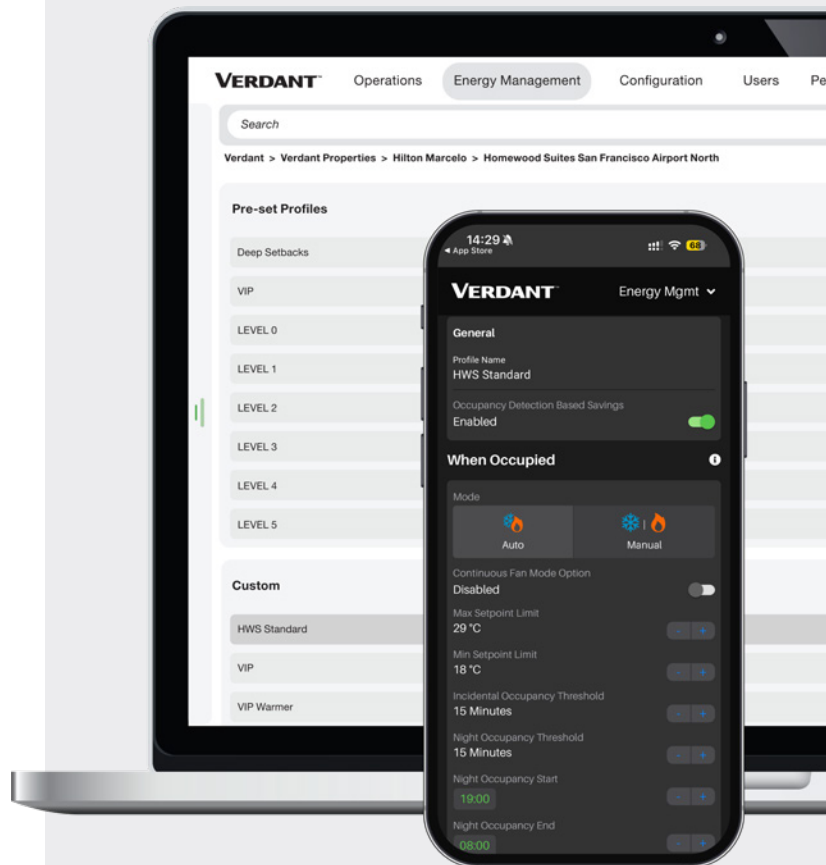 VERDANT™ Operations Energy Management Configuration Users Pe
Search
Verdant > Verdant Properties > Hilton Marcelo > Homewood Suites San Francisco Airport North
Pre-set Profiles
Deep Setbacks
VIP
LEVEL 0
LEVEL 1
LEVEL 2
LEVEL 3
LEVEL 4
LEVEL 5
Custom
HWS Standard
VIP
VIP Warmer
14:29
68
◀ App Store
VERDANT™ Energy Mgmt
General
Profile Name
HWS Standard
Occupancy Detection Based Savings
Enabled
When Occupied
Mode
Auto
Manual
Continuous Fan Mode Option
Disabled
Max Setpoint Limit
29 °C
- +
Min Setpoint Limit
18 °C
- +
Incidental Occupancy Threshold
15 Minutes
- +
Night Occupancy Threshold
15 Minutes
- +
Night Occupancy Start
19:00
- +
Night Occupancy End
08:00
- +